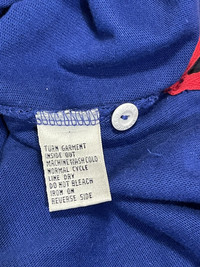 TURN GARMENT
INSIDE OUT
MACHINE WASH COLD
NORMAL CYCLE
LINE DRY
DO NOT BLEACH
IRON ON
REVERSE SIDE